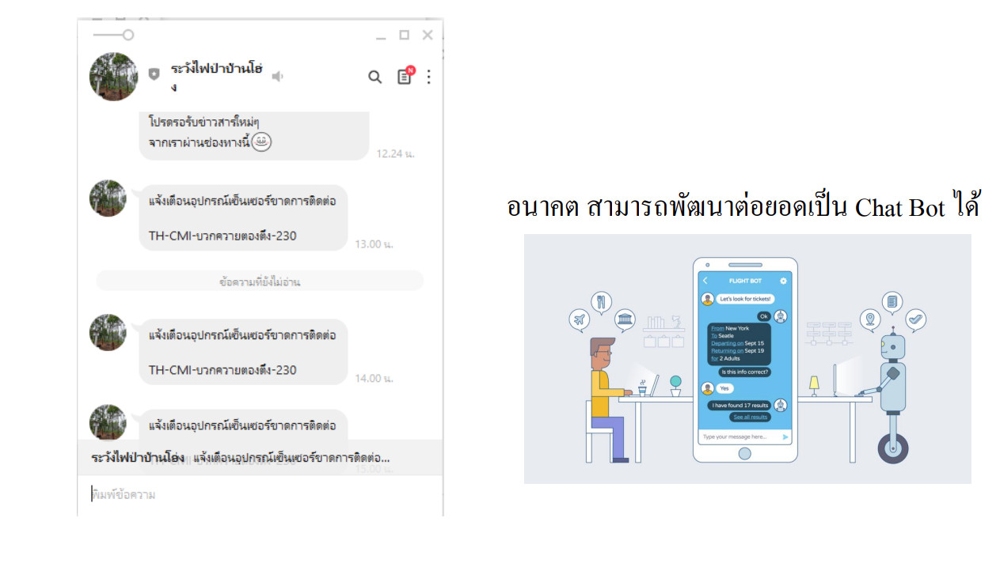 ระวังไฟป่าบ้านโฮ่
ง
N
โปรดรอรับข่าวสารใหม่ๆ
จากเราผ่านช่องทางนี้
12.24 น.
แจ้งเตือนอุปกรณ์เซ็นเซอร์ขาดการติดต่อ
TH-CMI-บวกควายตองตึง-230
13.00 น.
ข้อความที่ยังไม่อ่าน
แจ้งเตือนอุปกรณ์เซ็นเซอร์ขาดการติดต่อ
TH-CMI-บวกควายตองตึง-230
14.00 น.
แจ้งเตือนอุปกรณ์เซ็นเซอร์ขาดการติดต่อ
ระวังไฟป่าบ้านโฮ่ง แจ้งเตือนอุปกรณ์เซ็นเซอร์ขาดการติดต่อ...
15.00 น.
พิมพ์ข้อความ
อนาคต สามารถพัฒนาต่อยอดเป็น Chat Bot ได้
FLIGHT BOT
Let's look for tickets!
Ok
From New York
To Seatle
Departing on Sept 15
Returning on Sept 19
for 2 Adults
Is this info correct?
Yes
I have found 17 results
See all results
Type your message here...